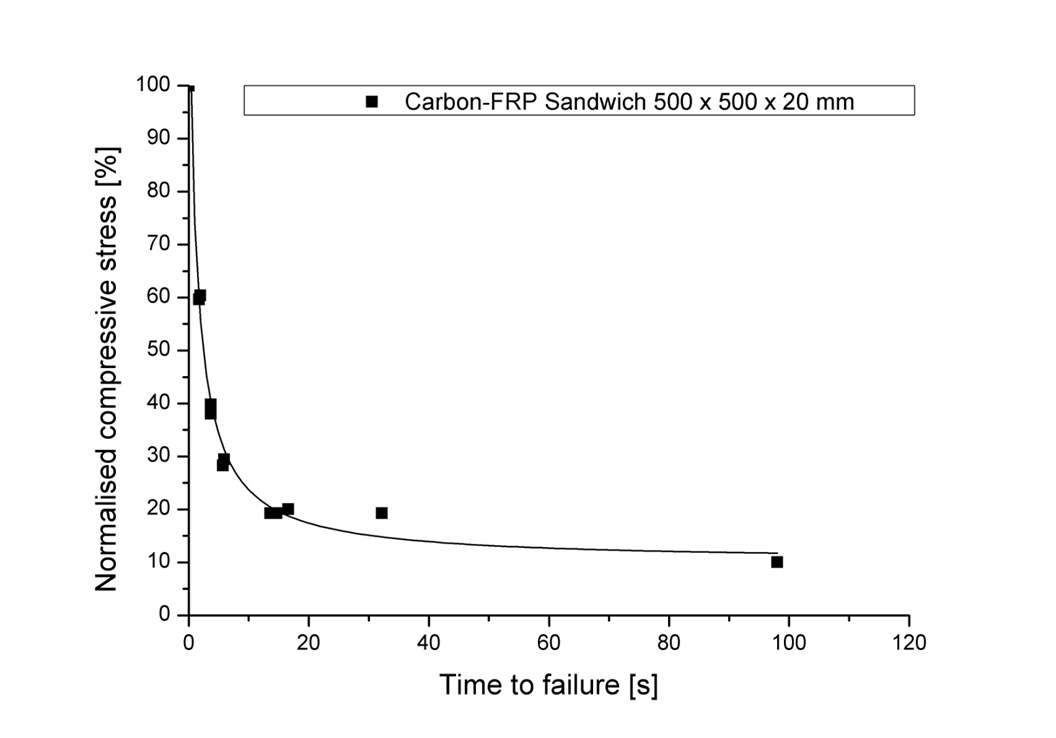 Carbon-FRP Sandwich 500 x 500 x 20 mm
Normalised compressive stress [%]
100
90
80
70
60
50
40
30
20
10
0
0 20 40 60 80 100 120
Time to failure [s]